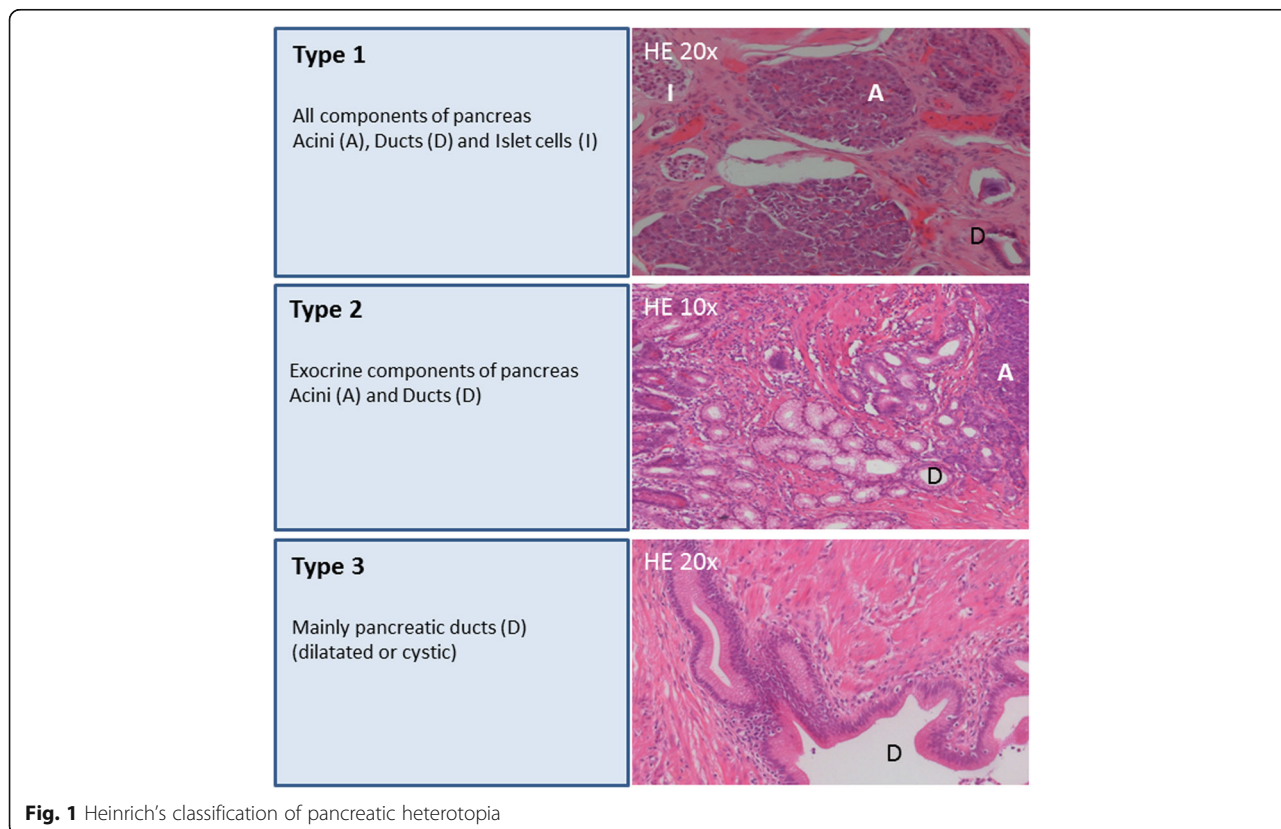 Type 1
All components of pancreas
Acini (A), Ducts (D) and Islet cells (I)
HE 20x
I
A
D
Type 2
Exocrine components of pancreas
Acini (A) and Ducts (D)
HE 10x
A
D
Type 3
Mainly pancreatic ducts (D)
(dilatated or cystic)
HE 20x
D
Fig. 1 Heinrich's classification of pancreatic heterotopia